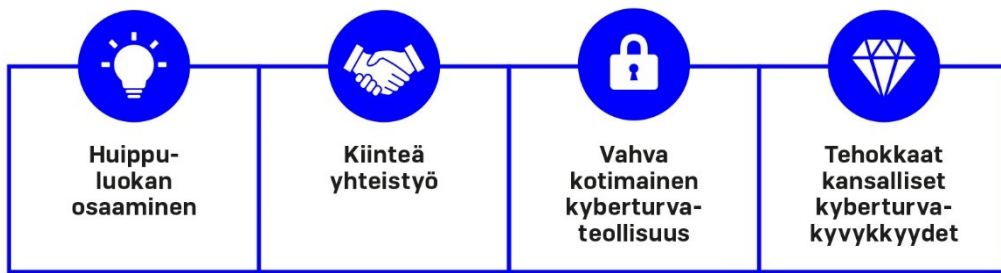 Huippu-
luokan
osaaminen
Kiinteä
yhteistyö
Vahva
kotimainen
kyberturva-
teollisuus
Tehokkaat
kansalliset
kyberturva-
kyvykkyydet